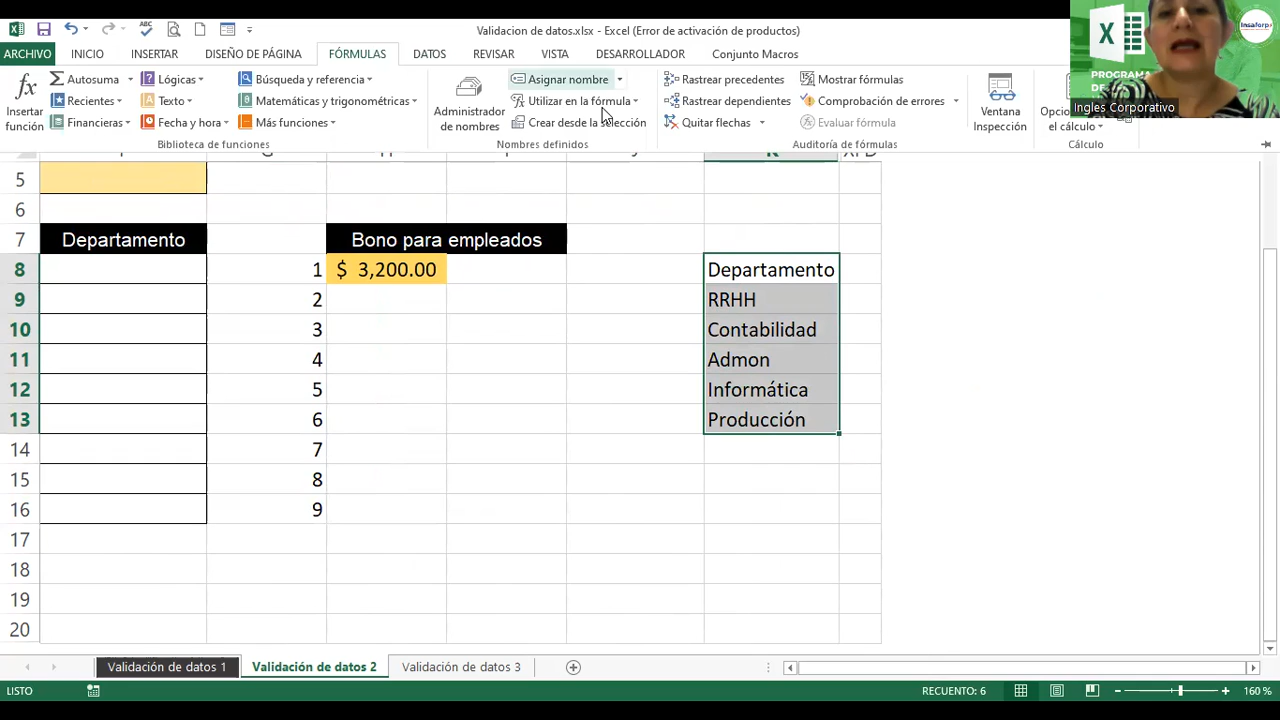 Validacion de datos.xlsx - Excel (Error de activación de productos)
ARCHIVO INICIO INSERTAR DISEÑO DE PÁGINA FÓRMULAS DATOS REVISAR VISTA DESARROLLADOR Conjunto Macros
fx Insertar función
Autosuma
Recientes
Financieras
Lógicas
Texto
Fecha y hora
Búsqueda y referencia
Matemáticas y trigonométricas
Más funciones
Biblioteca de funciones
Administrador de nombres
Asignar nombre
Utilizar en la fórmula
Crear desde la selección
Nombres definidos
Rastrear precedentes
Rastrear dependientes
Quitar flechas
Mostrar fórmulas
Comprobación de errores
Evaluar fórmula
Auditoría de fórmulas
Ventana Inspección
el cálculo
Cálculo
X
PROGRAMA
Insaforp
Ingles Corporativo
5
6
7 Departamento Bono para empleados
8 1 $ 3,200.00 Departamento
9 2 RRHH
10 3 Contabilidad
11 4 Admon
12 5 Informática
13 6 Producción
14 7
15 8
16 9
17
18
19
20
Validación de datos 1 Validación de datos 2 Validación de datos 3
LISTO RECUENTO: 6 160 %